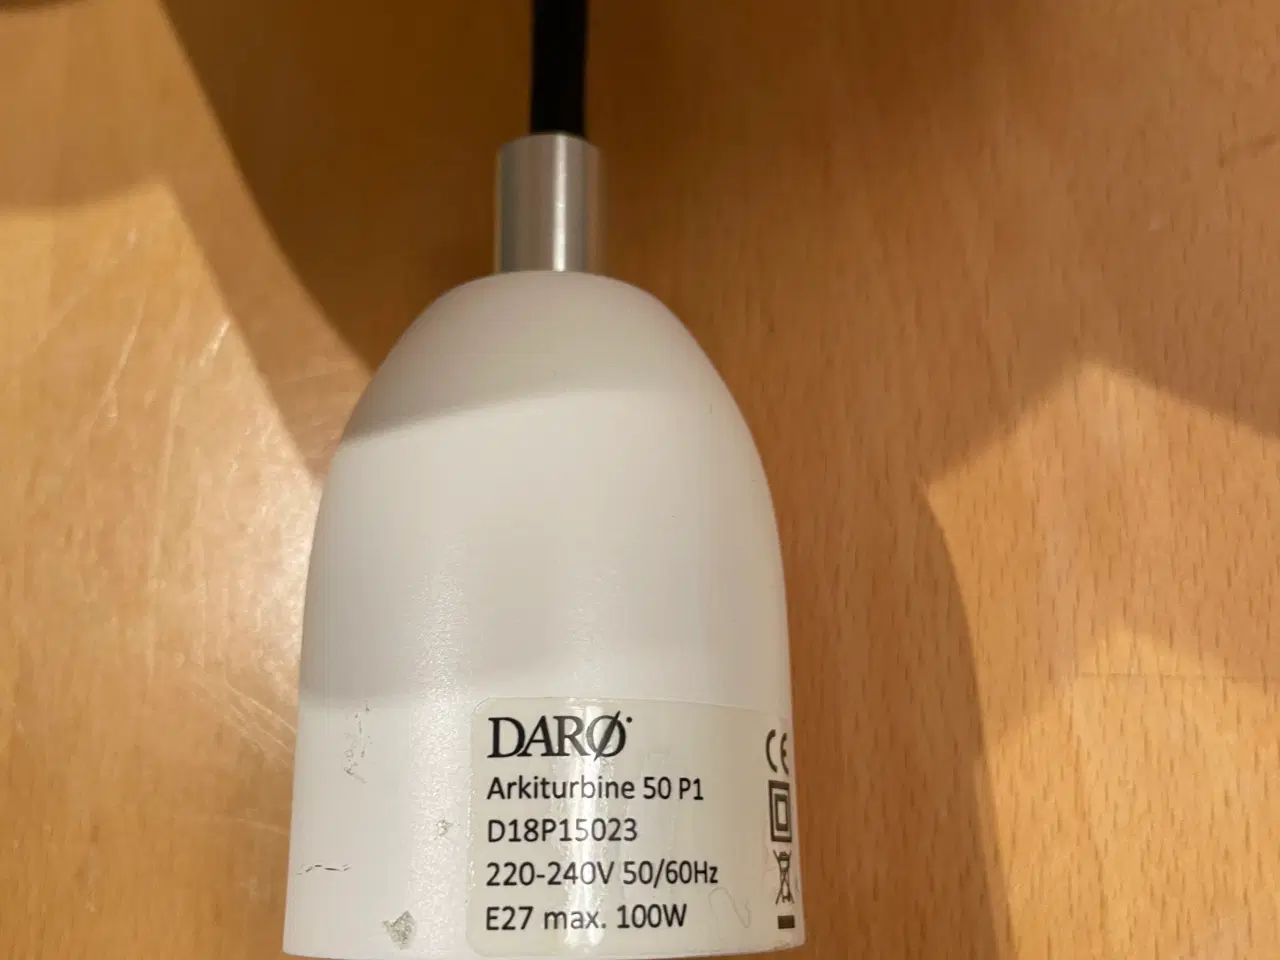 DARØ
Arkiturbine 50 P1
D18P15023
220-240V 50/60Hz
E27 max. 100W
CE